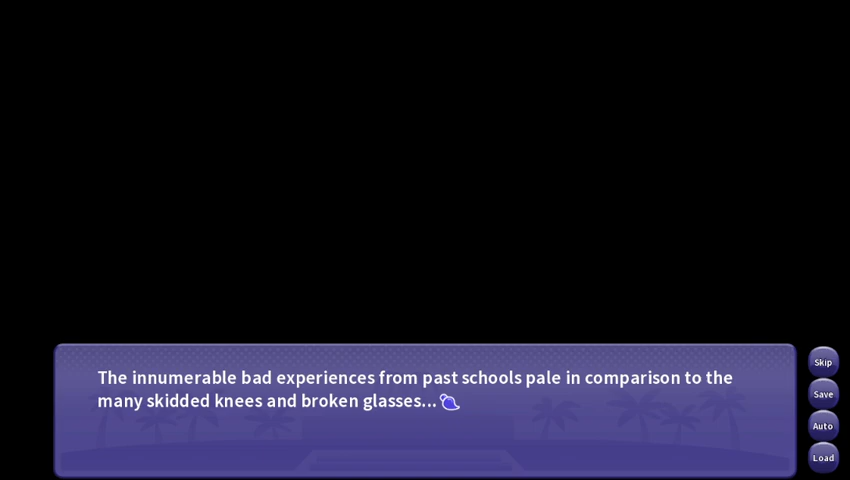 The innumerable bad experiences from past schools pale in comparison to the
many skidded knees and broken glasses...
Skip
Save
Auto
Load